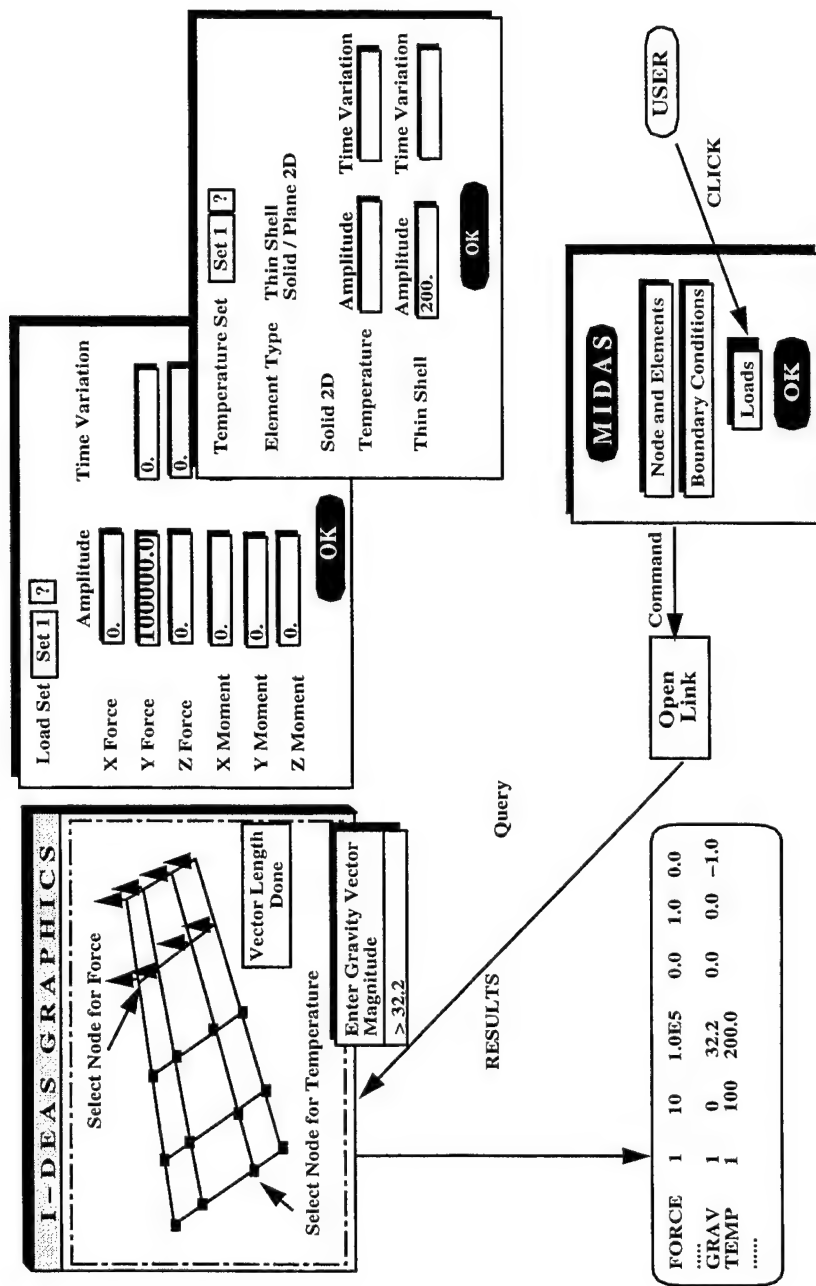 I-DEAS GRAPHICS
Select Node for Force
Vector Length
Done
Select Node for Temperature
Enter Gravity Vector
Magnitude
> 32.2
Load Set Set 1 ?
Amplitude Time Variation
X Force 0. 0.
Y Force 100000.0 0.
Z Force 0.
X Moment 0.
Y Moment 0.
Z Moment 0.
OK
Temperature Set Set 1 ?
Element Type Thin Shell
Solid / Plane 2D
Solid 2D
Temperature Amplitude Time Variation
Thin Shell Amplitude Time Variation
200.
OK
RESULTS
Query
Open
Link
Command
MIDAS
Node and Elements
Boundary Conditions
Loads
OK
CLICK
USER
FORCE 1 10 1.0E5 0.0 1.0 0.0
.....
GRAV 1 0 32.2 0.0 0.0 −1.0
TEMP 1 100 200.0
.....